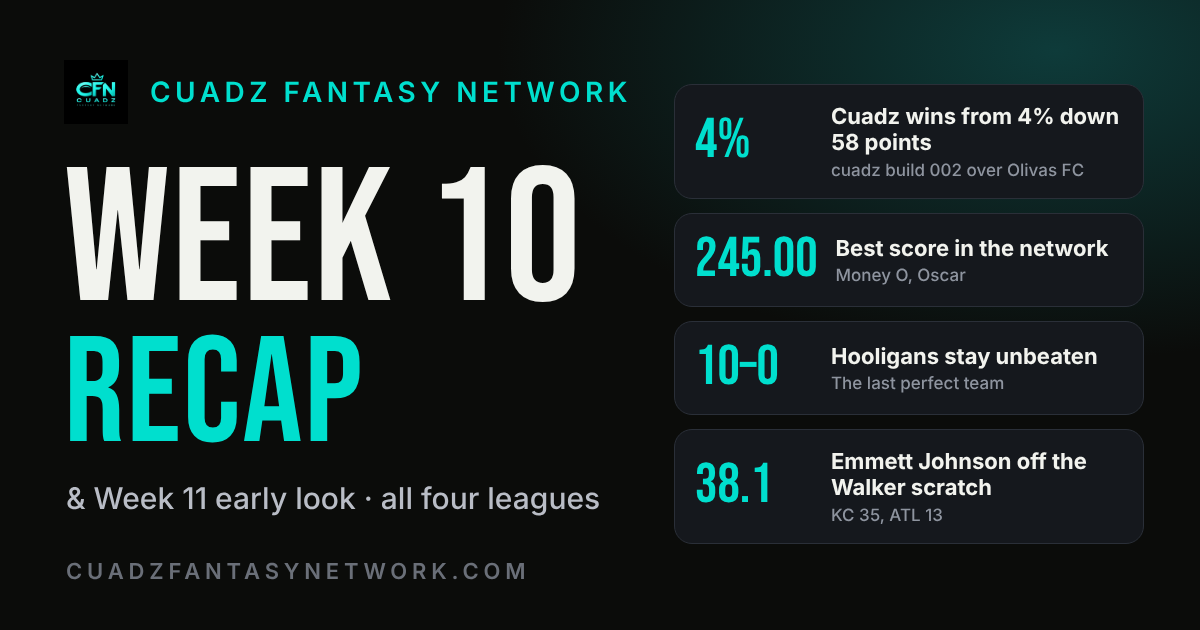 CFN
CUADZ
CUADZ FANTASY NETWORK
WEEK 10
RECAP
& Week 11 early look · all four leagues
CUADZFANTASYNETWORK.COM
4%
Cuadz wins from 4% down
58 points
cuadz build 002 over Olivas FC
245.00
Best score in the network
Money O, Oscar
10–0
Hooligans stay unbeaten
The last perfect team
38.1
Emmett Johnson off the
Walker scratch
KC 35, ATL 13